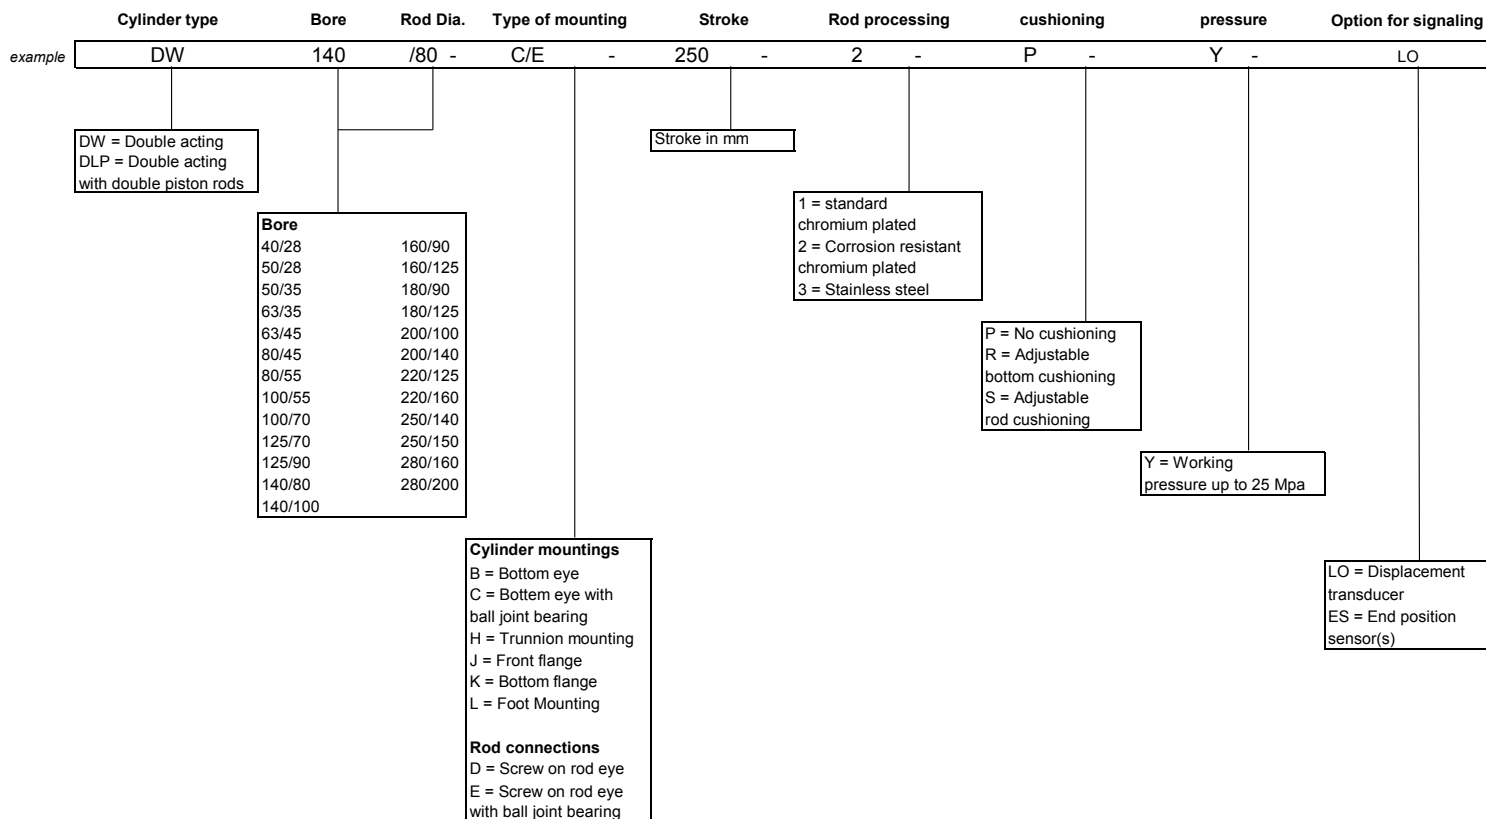 Cylinder type Bore Rod Dia. Type of mounting Stroke Rod processing cushioning pressure Option for signaling
example DW 140 /80 - C/E - 250 - 2 - P - Y - LO
DW = Double acting
DLP = Double acting
with double piston rods
Stroke in mm
1 = standard
chromium plated
2 = Corrosion resistant
chromium plated
3 = Stainless steel
Bore
40/28 160/90
50/28 160/125
50/35 180/90
63/35 180/125
63/45 200/100
80/45 200/140
80/55 220/125
100/55 220/160
100/70 250/140
125/70 250/150
125/90 280/160
140/80 280/200
140/100
P = No cushioning
R = Adjustable
bottom cushioning
S = Adjustable
rod cushioning
Y = Working
pressure up to 25 Mpa
Cylinder mountings
B = Bottom eye
C = Bottem eye with
ball joint bearing
H = Trunnion mounting
J = Front flange
K = Bottom flange
L = Foot Mounting
Rod connections
D = Screw on rod eye
E = Screw on rod eye
with ball joint bearing
LO = Displacement
transducer
ES = End position
sensor(s)